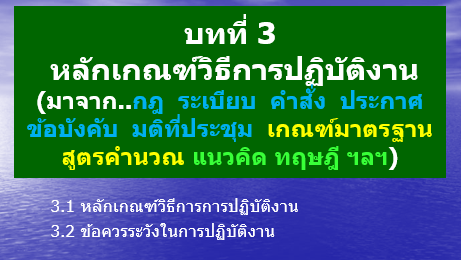 บทที่ 3
หลักเกณฑ์วิธีการปฏิบัติงาน
(มาจาก..กฎ ระเบียบ คำสั่ง ประกาศ
ข้อบังคับ มติที่ประชุม เกณฑ์มาตรฐาน
สูตรคำนวณ แนวคิด ทฤษฎี ฯลฯ)
3.1 หลักเกณฑ์วิธีการการปฏิบัติงาน
3.2 ข้อควรระวังในการปฏิบัติงาน